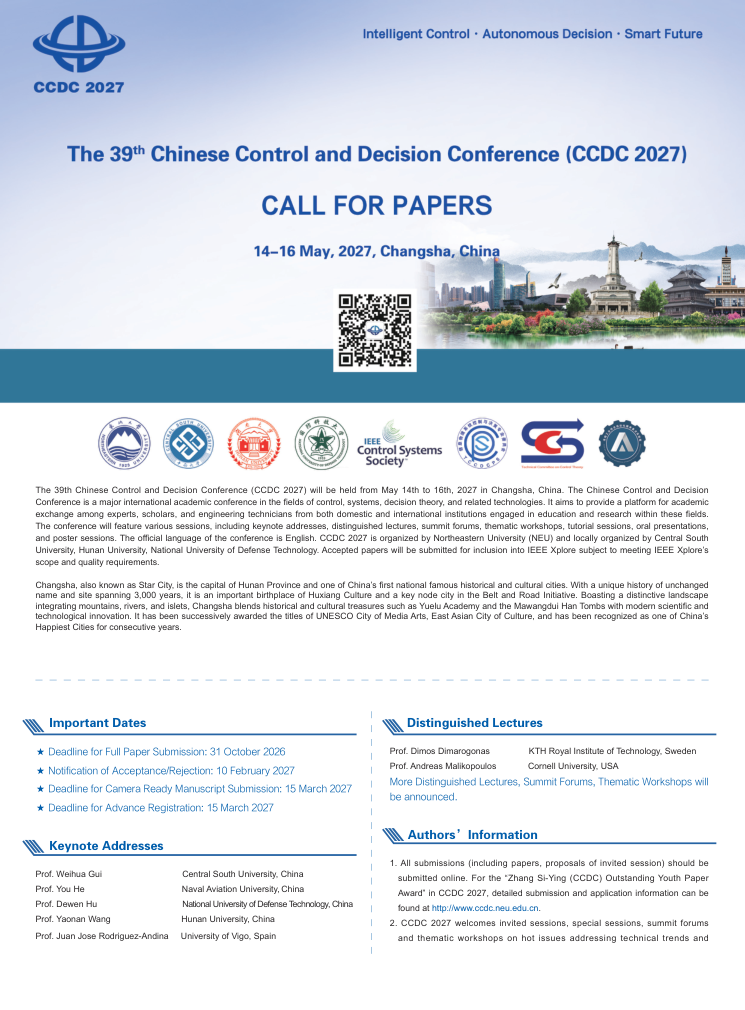 Intelligent Control · Autonomous Decision · Smart Future
CCDC 2027
The 39th Chinese Control and Decision Conference (CCDC 2027)
CALL FOR PAPERS
14–16 May, 2027, Changsha, China
IEEE
Control Systems
Society
The 39th Chinese Control and Decision Conference (CCDC 2027) will be held from May 14th to 16th, 2027 in Changsha, China. The Chinese Control and Decision
Conference is a major international academic conference in the fields of control, systems, decision theory, and related technologies. It aims to provide a platform for academic
exchange among experts, scholars, and engineering technicians from both domestic and international institutions engaged in education and research within these fields.
The conference will feature various sessions, including keynote addresses, distinguished lectures, summit forums, thematic workshops, tutorial sessions, oral presentations,
and poster sessions. The official language of the conference is English. CCDC 2027 is organized by Northeastern University (NEU) and locally organized by Central South
University, Hunan University, National University of Defense Technology. Accepted papers will be submitted for inclusion into IEEE Xplore subject to meeting IEEE Xplore's
scope and quality requirements.
Changsha, also known as Star City, is the capital of Hunan Province and one of China's first national famous historical and cultural cities. With a unique history of unchanged
name and site spanning 3,000 years, it is an important birthplace of Huxiang Culture and a key node city in the Belt and Road Initiative. Boasting a distinctive landscape
integrating mountains, rivers, and islets, Changsha blends historical and cultural treasures such as Yuelu Academy and the Mawangdui Han Tombs with modern scientific and
technological innovation. It has been successively awarded the titles of UNESCO City of Media Arts, East Asian City of Culture, and has been recognized as one of China's
Happiest Cities for consecutive years.
Important Dates
★ Deadline for Full Paper Submission: 31 October 2026
★ Notification of Acceptance/Rejection: 10 February 2027
★ Deadline for Camera Ready Manuscript Submission: 15 March 2027
★ Deadline for Advance Registration: 15 March 2027
Keynote Addresses
Prof. Weihua Gui Central South University, China
Prof. You He Naval Aviation University, China
Prof. Dewen Hu National University of Defense Technology, China
Prof. Yaonan Wang Hunan University, China
Prof. Juan Jose Rodriguez-Andina University of Vigo, Spain
Distinguished Lectures
Prof. Dimos Dimarogonas KTH Royal Institute of Technology, Sweden
Prof. Andreas Malikopoulos Cornell University, USA
More Distinguished Lectures, Summit Forums, Thematic Workshops will
be announced.
Authors' Information
1. All submissions (including papers, proposals of invited session) should be
submitted online. For the "Zhang Si-Ying (CCDC) Outstanding Youth Paper
Award" in CCDC 2027, detailed submission and application information can be
found at http://www.ccdc.neu.edu.cn.
2. CCDC 2027 welcomes invited sessions, special sessions, summit forums
and thematic workshops on hot issues addressing technical trends and